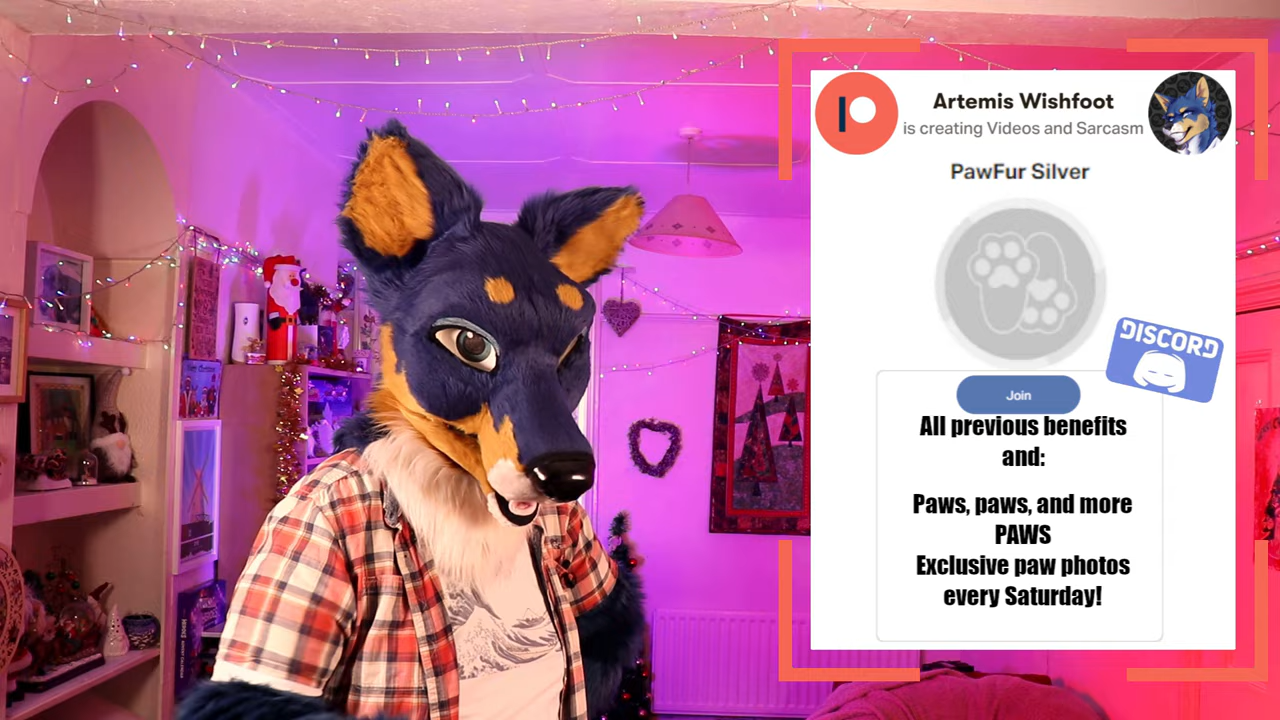 Artemis Wishfoot
is creating Videos and Sarcasm
PawFur Silver
DISCORD
Join
All previous benefits
and:
Paws, paws, and more
PAWS
Exclusive paw photos
every Saturday!